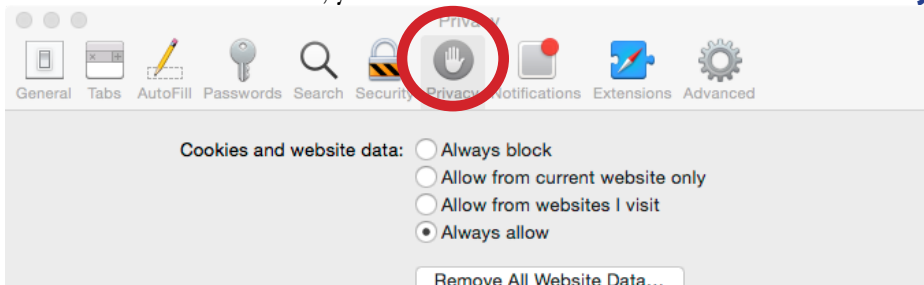 Privacy
General Tabs AutoFill Passwords Search Security Privacy Notifications Extensions Advanced
Cookies and website data: Always block
Allow from current website only
Allow from websites I visit
Always allow
Remove All Website Data...